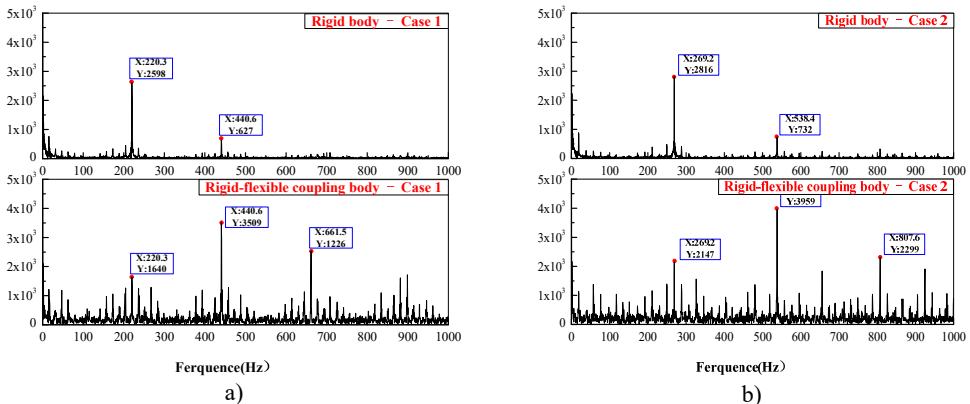 5x10³
4x10³
3x10³
2x10³
1x10³
0
0 100 200 300 400 500 600 700 800 900 1000
Rigid body - Case 1
X:220.3
Y:2598
X:440.6
Y:627
5x10³
4x10³
3x10³
2x10³
1x10³
0
0 100 200 300 400 500 600 700 800 900 1000
Rigid-flexible coupling body - Case 1
X:220.3
Y:1640
X:440.6
Y:3509
X:661.5
Y:1226
Ferquence(Hz)
a)
5x10³
4x10³
3x10³
2x10³
1x10³
0
0 100 200 300 400 500 600 700 800 900 1000
Rigid body - Case 2
X:269.2
Y:2816
X:538.4
Y:732
5x10³
4x10³
3x10³
2x10³
1x10³
0
0 100 200 300 400 500 600 700 800 900 1000
Rigid-flexible coupling body - Case 2
X:269.2
Y:2147
Y:3959
X:807.6
Y:2299
Ferquence(Hz)
b)